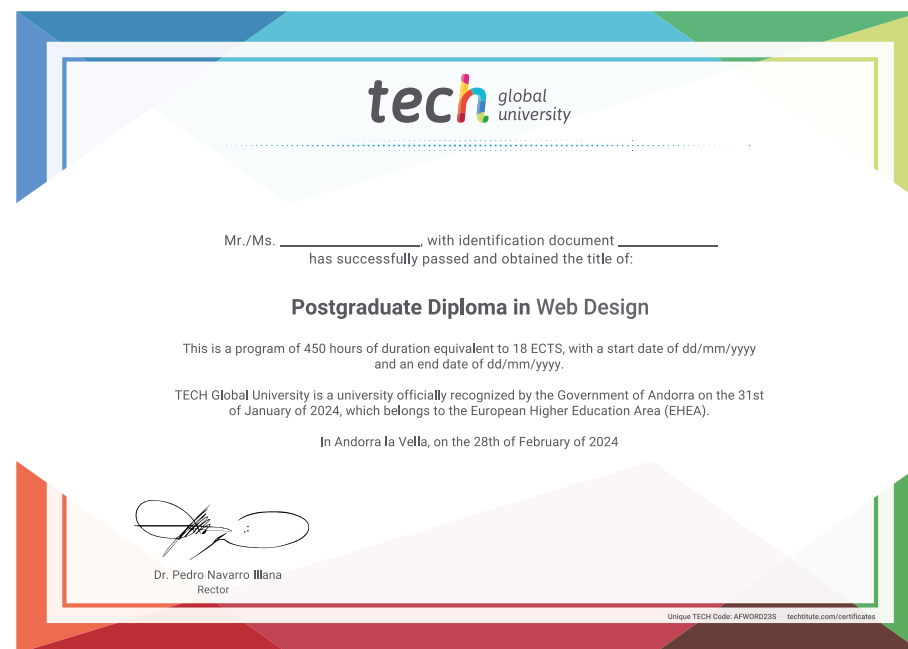 tech global university
Mr./Ms. ____________________, with identification document ______________
has successfully passed and obtained the title of:
Postgraduate Diploma in Web Design
This is a program of 450 hours of duration equivalent to 18 ECTS, with a start date of dd/mm/yyyy
and an end date of dd/mm/yyyy.
TECH Global University is a university officially recognized by the Government of Andorra on the 31st
of January of 2024, which belongs to the European Higher Education Area (EHEA).
In Andorra la Vella, on the 28th of February of 2024
Dr. Pedro Navarro Illana
Rector
Unique TECH Code: AFWORD23S techtitute.com/certificates